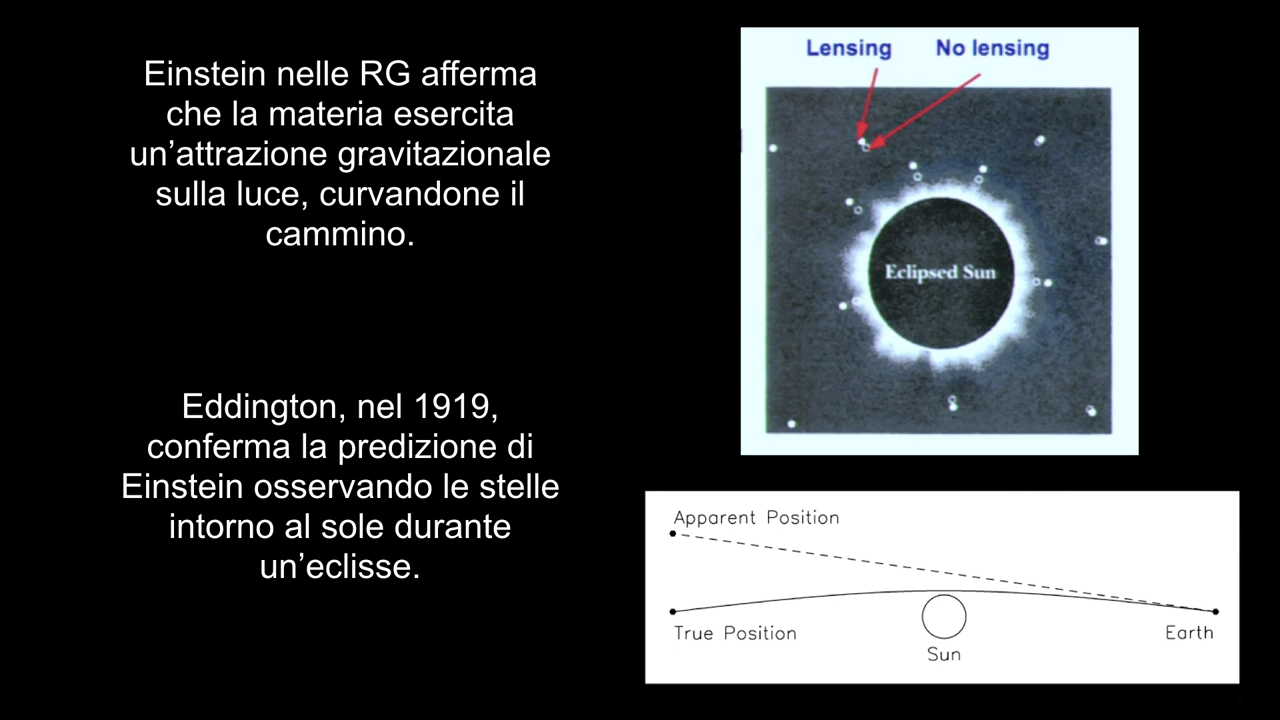 Einstein nelle RG afferma
che la materia esercita
un’attrazione gravitazionale
sulla luce, curvandone il
cammino.
Eddington, nel 1919,
conferma la predizione di
Einstein osservando le stelle
intorno al sole durante
un’eclisse.
Lensing No lensing
Eclipsed Sun
Apparent Position
True Position
Sun
Earth